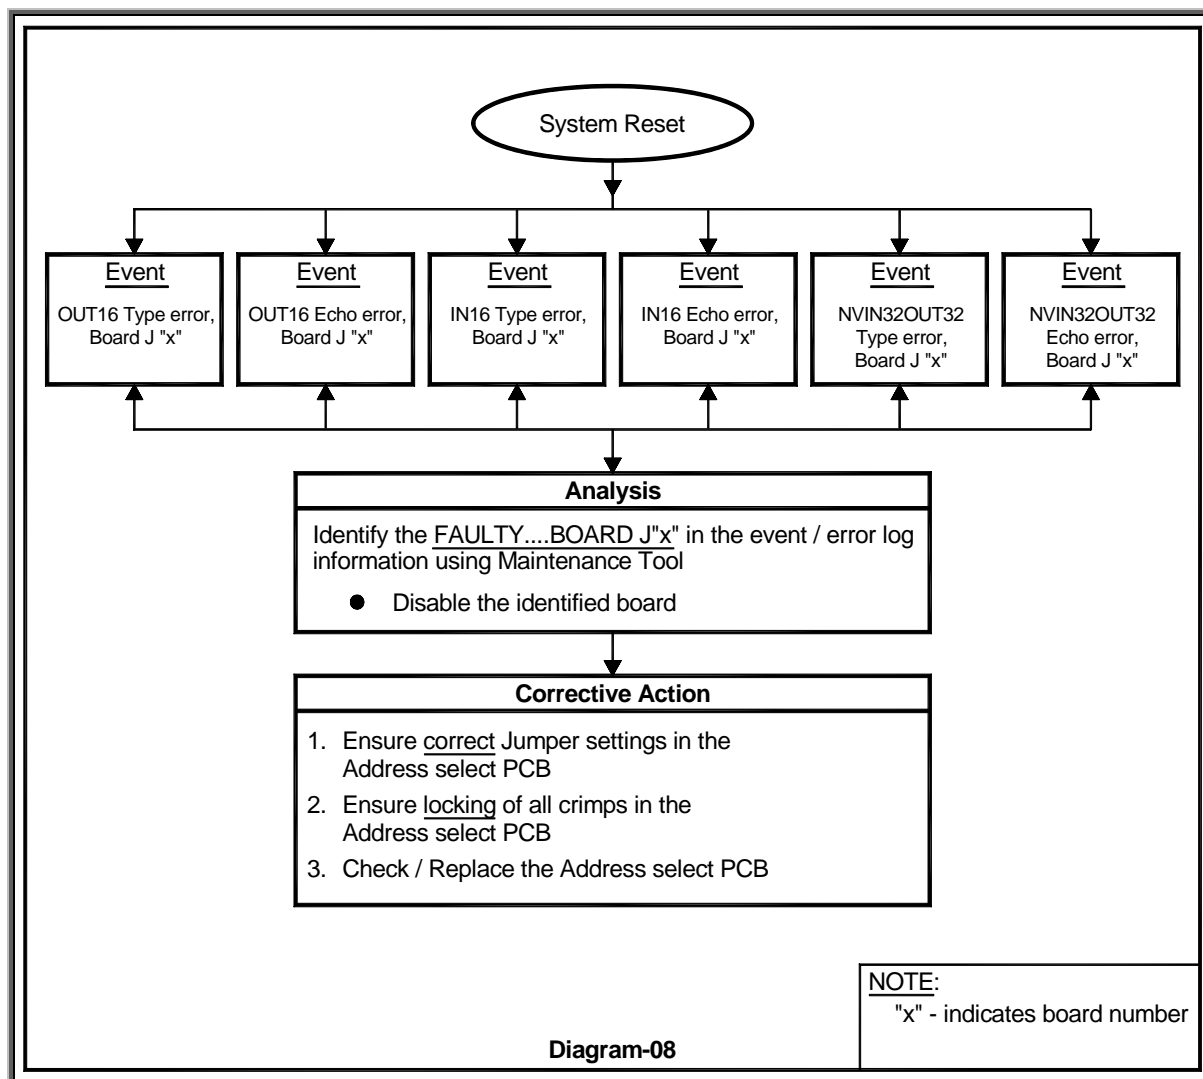 System Reset
Event
OUT16 Type error,
Board J "x"
Event
OUT16 Echo error,
Board J "x"
Event
IN16 Type error,
Board J "x"
Event
IN16 Echo error,
Board J "x"
Event
NVIN32OUT32
Type error,
Board J "x"
Event
NVIN32OUT32
Echo error,
Board J "x"
Analysis
Identify the FAULTY....BOARD J"x" in the event / error log
information using Maintenance Tool
● Disable the identified board
Corrective Action
1. Ensure correct Jumper settings in the
Address select PCB
2. Ensure locking of all crimps in the
Address select PCB
3. Check / Replace the Address select PCB
NOTE:
"x" - indicates board number
Diagram-08